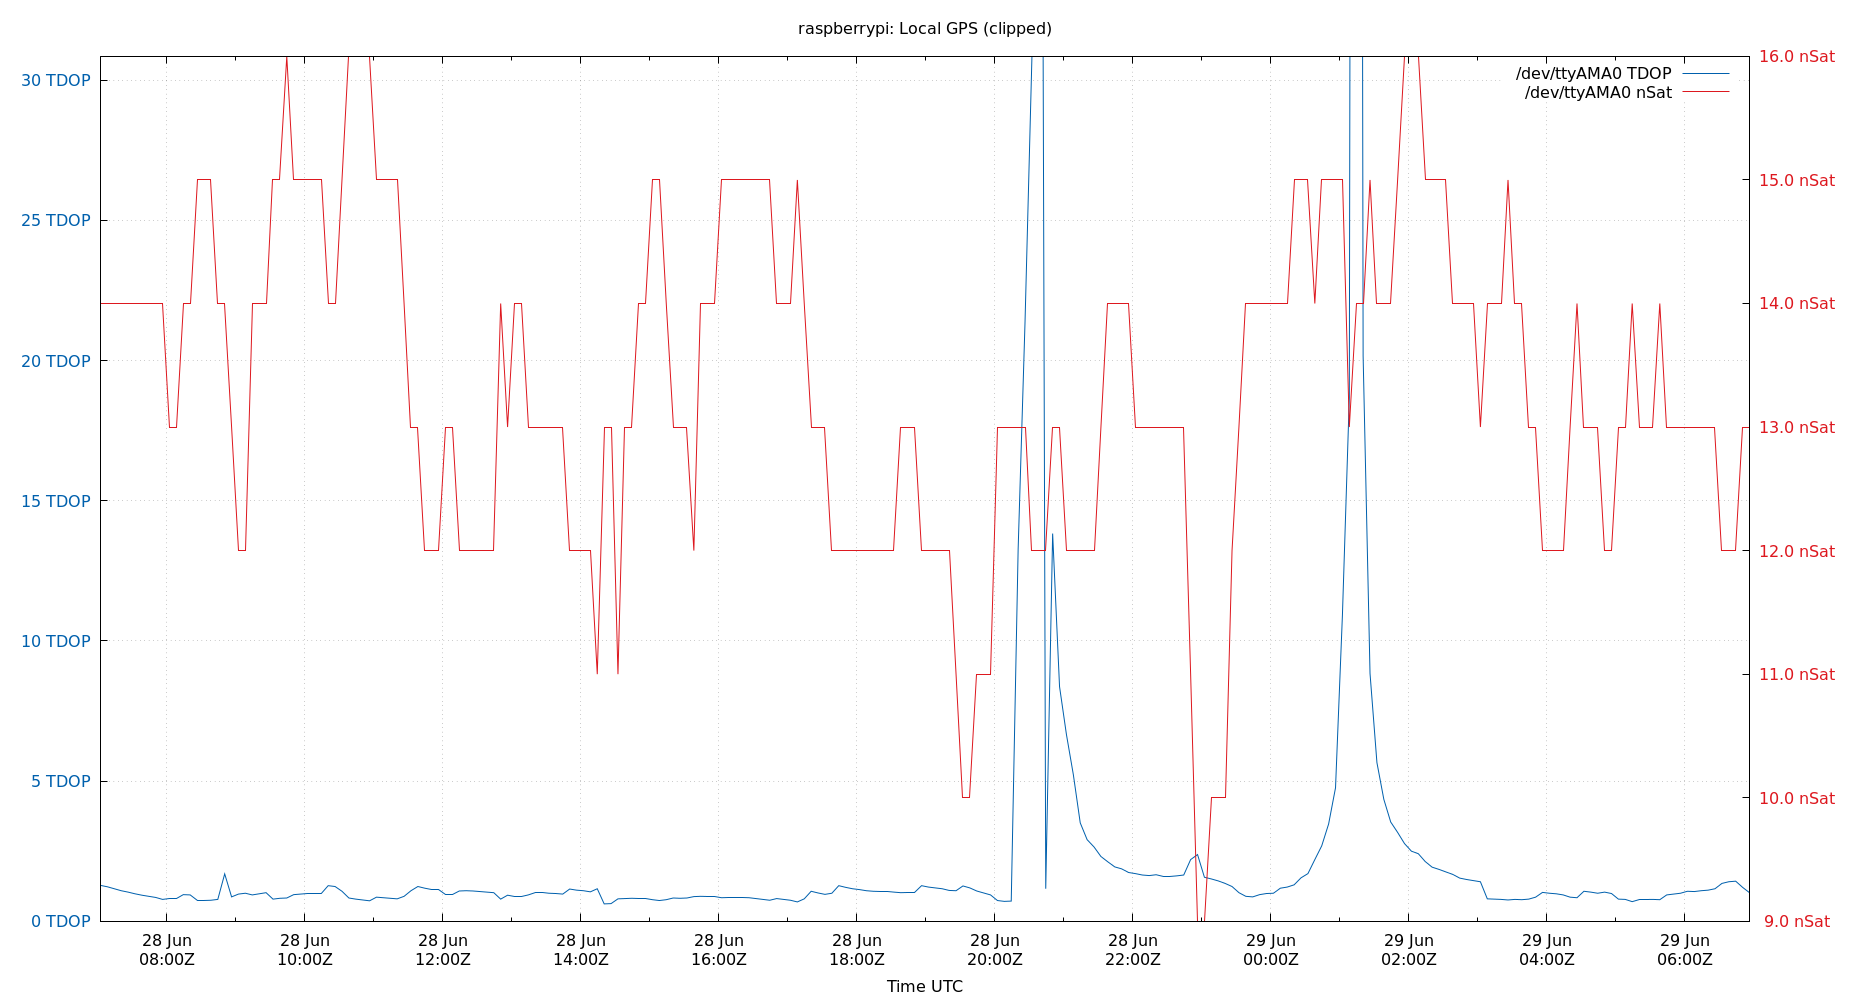 raspberrypi: Local GPS (clipped)
30 TDOP
25 TDOP
20 TDOP
15 TDOP
10 TDOP
5 TDOP
0 TDOP
16.0 nSat
15.0 nSat
14.0 nSat
13.0 nSat
12.0 nSat
11.0 nSat
10.0 nSat
9.0 nSat
/dev/ttyAMA0 TDOP
/dev/ttyAMA0 nSat
28 Jun 28 Jun 28 Jun 28 Jun 28 Jun 28 Jun 28 Jun 28 Jun 29 Jun 29 Jun 29 Jun 29 Jun
08:00Z 10:00Z 12:00Z 14:00Z 16:00Z 18:00Z 20:00Z 22:00Z 00:00Z 02:00Z 04:00Z 06:00Z
Time UTC